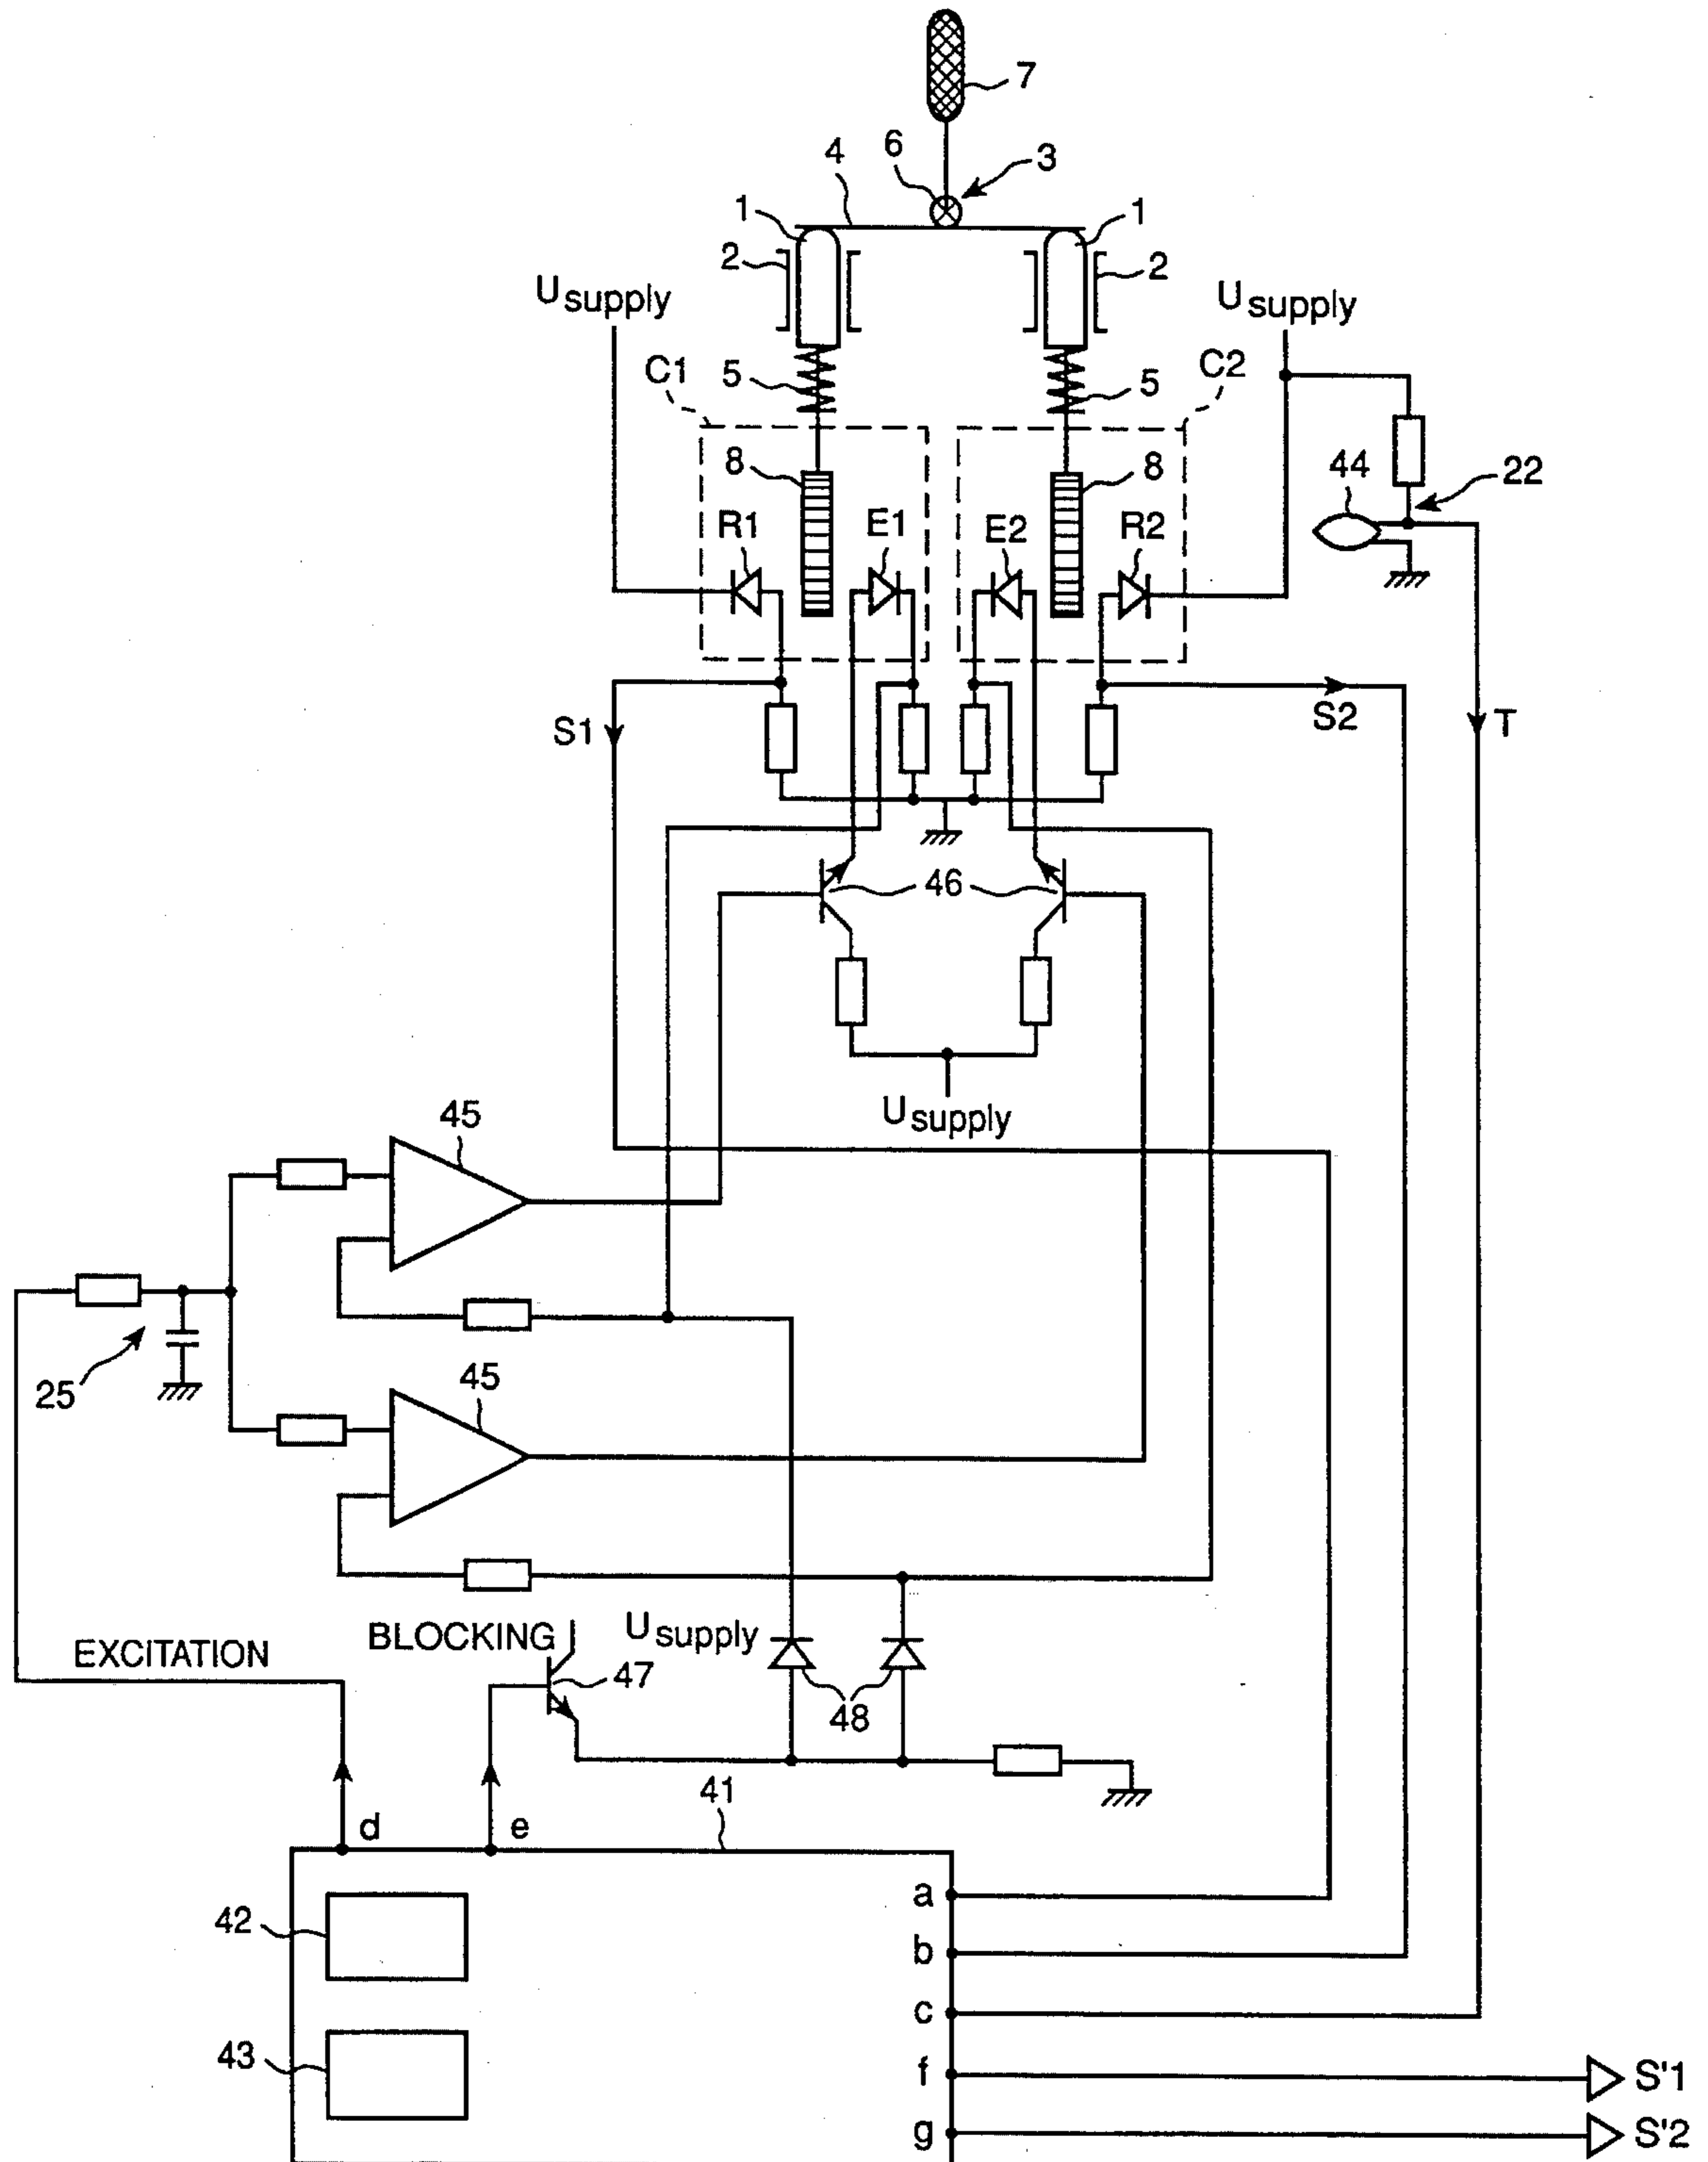 7
6
3
4
1
1
2
2
Usupply
Usupply
C1
5
5
C2
8
8
44
22
R1
E1
E2
R2
S1
S2
T
46
Usupply
45
25
45
BLOCKING
Usupply
EXCITATION
47
48
41
d
e
a
42
b
c
43
f
S'1
g
S'2